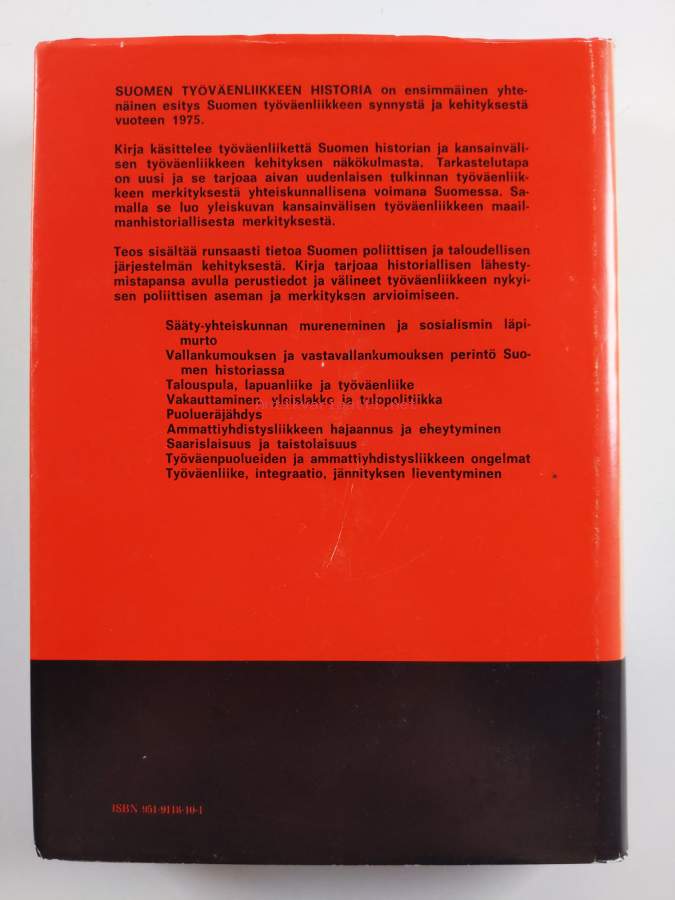 SUOMEN TYÖVÄENLIIKKEEN HISTORIA on ensimmäinen yhte-
näinen esitys Suomen työväenliikkeen synnystä ja kehityksestä
vuoteen 1975.
Kirja käsittelee työväenliikettä Suomen historian ja kansainväli-
sen työväenliikkeen kehityksen näkökulmasta. Tarkastelutapa
on uusi ja se tarjoaa aivan uudenlaisen tulkinnan työväenliik-
keen merkityksestä yhteiskunnallisena voimana Suomessa. Sa-
malla se luo yleiskuvan kansainvälisen työväenliikkeen maail-
manhistoriallisesta merkityksestä.
Teos sisältää runsaasti tietoa Suomen poliittisen ja taloudellisen
järjestelmän kehityksestä. Kirja tarjoaa historiallisen lähesty-
mistapansa avulla perustiedot ja välineet työväenliikkeen nykyi-
sen poliittisen aseman ja merkityksen arvioimiseen.
Sääty-yhteiskunnan mureneminen ja sosialismin läpi-
murto
Vallankumouksen ja vastavallankumouksen perintö Suo-
men historiassa
Talouspula, lapuanliike ja työväenliike
Vakauttaminen, yleislakko ja tulopolitiikka
Puolueräjähdys
Ammattiyhdistysliikkeen hajaannus ja eheytyminen
Saarislaisuus ja taistolaisuus
Työväenpuolueiden ja ammattiyhdistysliikkeen ongelmat
Työväenliike, integraatio, jännityksen lieventyminen
ISBN 951-9118-10-1